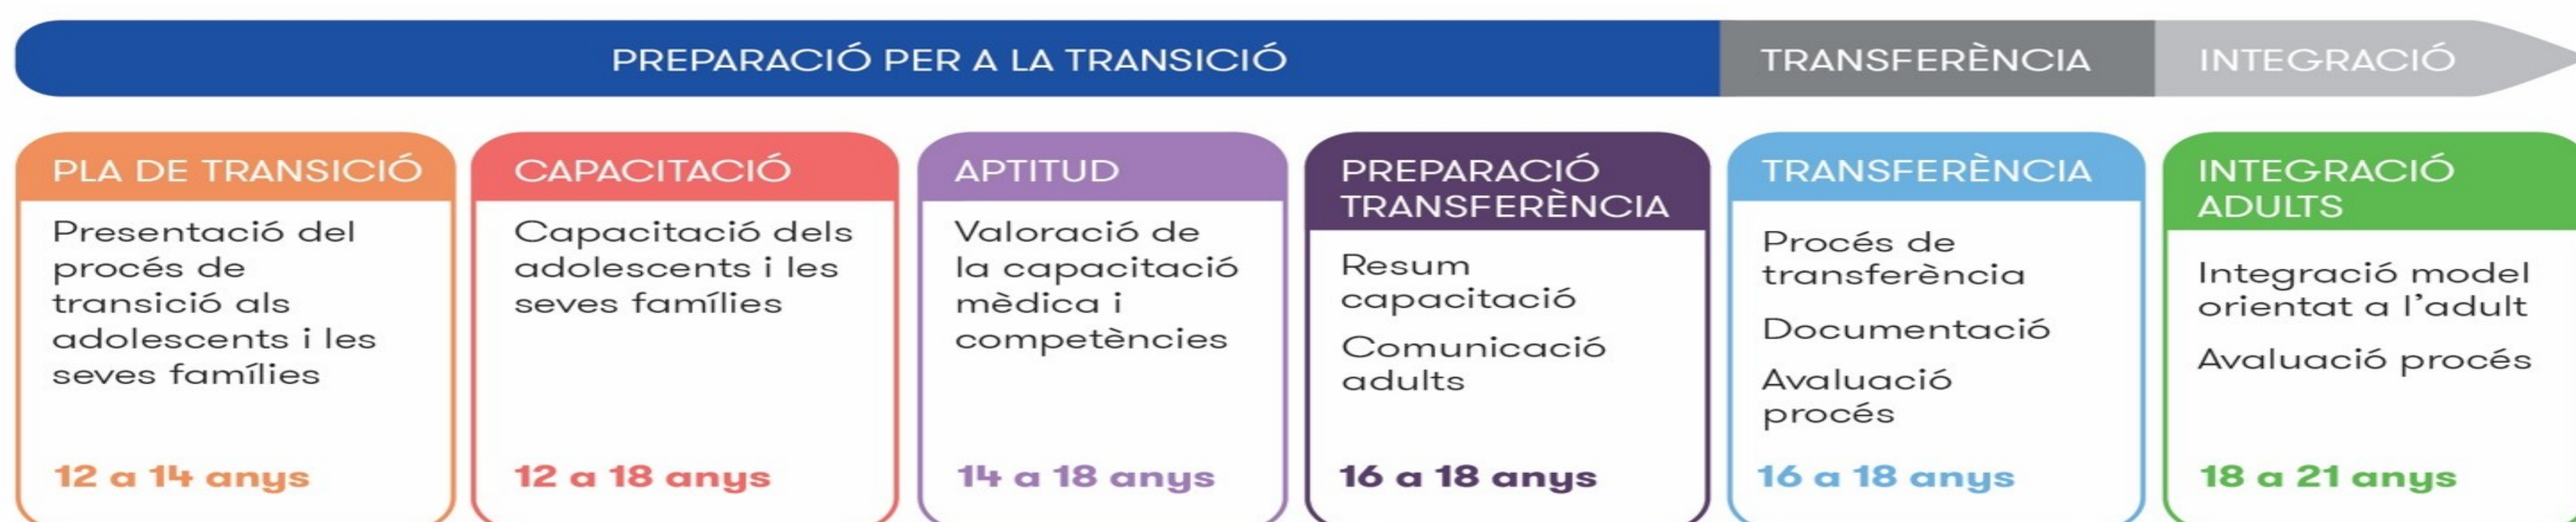 PREPARACIÓ PER A LA TRANSICIÓ
TRANSFERÈNCIA
INTEGRACIÓ
PLA DE TRANSICIÓ
Presentació del
procés de
transició als
adolescents i les
seves famílies
12 a 14 anys
CAPACITACIÓ
Capacitació dels
adolescents i les
seves famílies
12 a 18 anys
APTITUD
Valoració de
la capacitació
mèdica i
competències
14 a 18 anys
PREPARACIÓ
TRANSFERÈNCIA
Resum
capacitació
Comunicació
adults
16 a 18 anys
TRANSFERÈNCIA
Procés de
transferència
Documentació
Avaluació
procés
16 a 18 anys
INTEGRACIÓ
ADULTS
Integració model
orientat a l'adult
Avaluació procés
18 a 21 anys